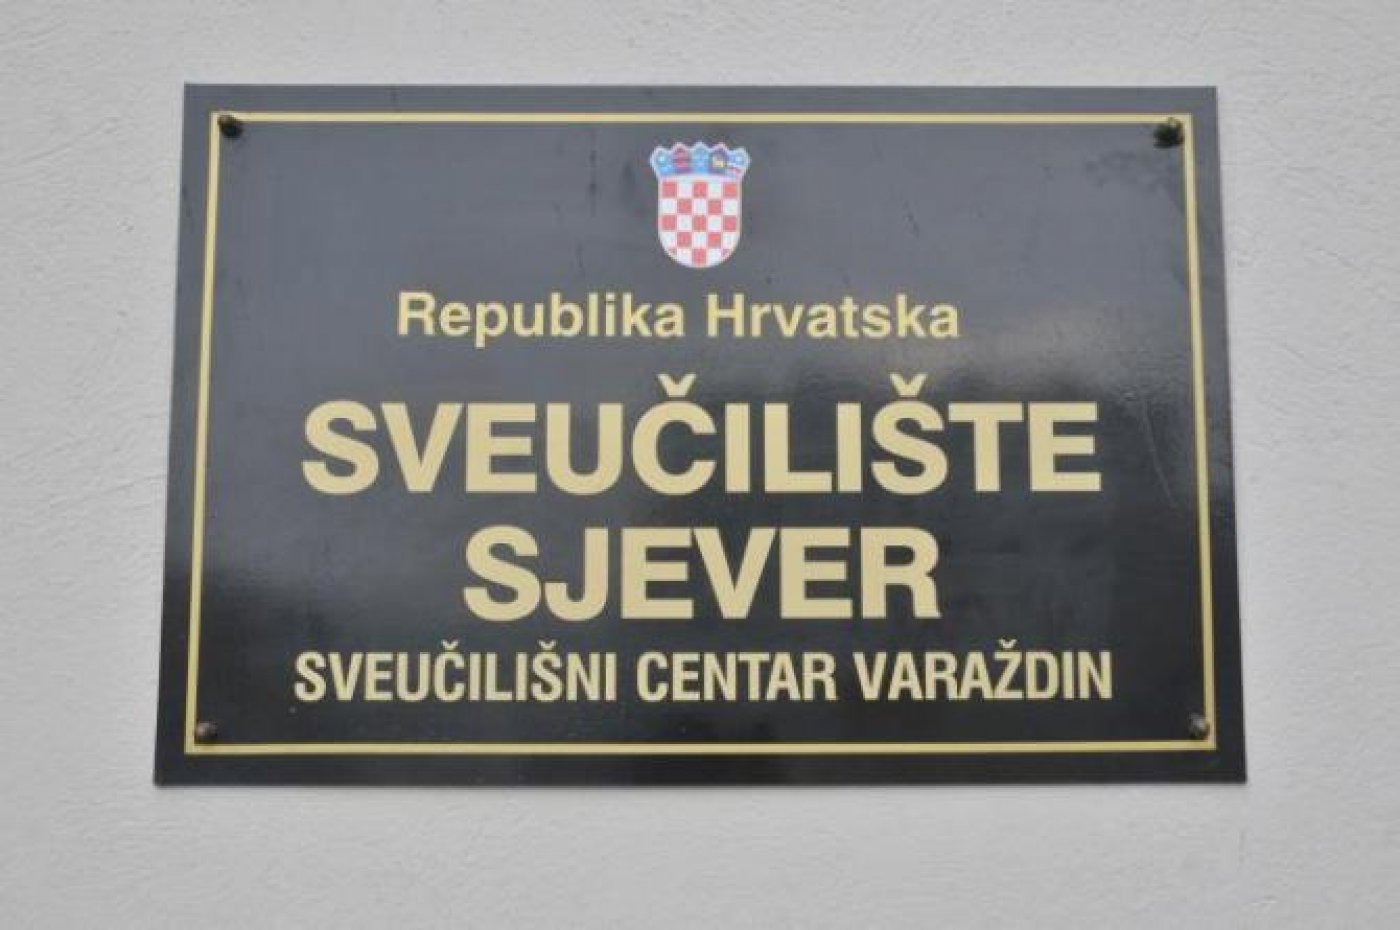 Republika Hrvatska
SVEUČILIŠTE
SJEVER
SVEUČILIŠNI CENTAR VARAŽDIN